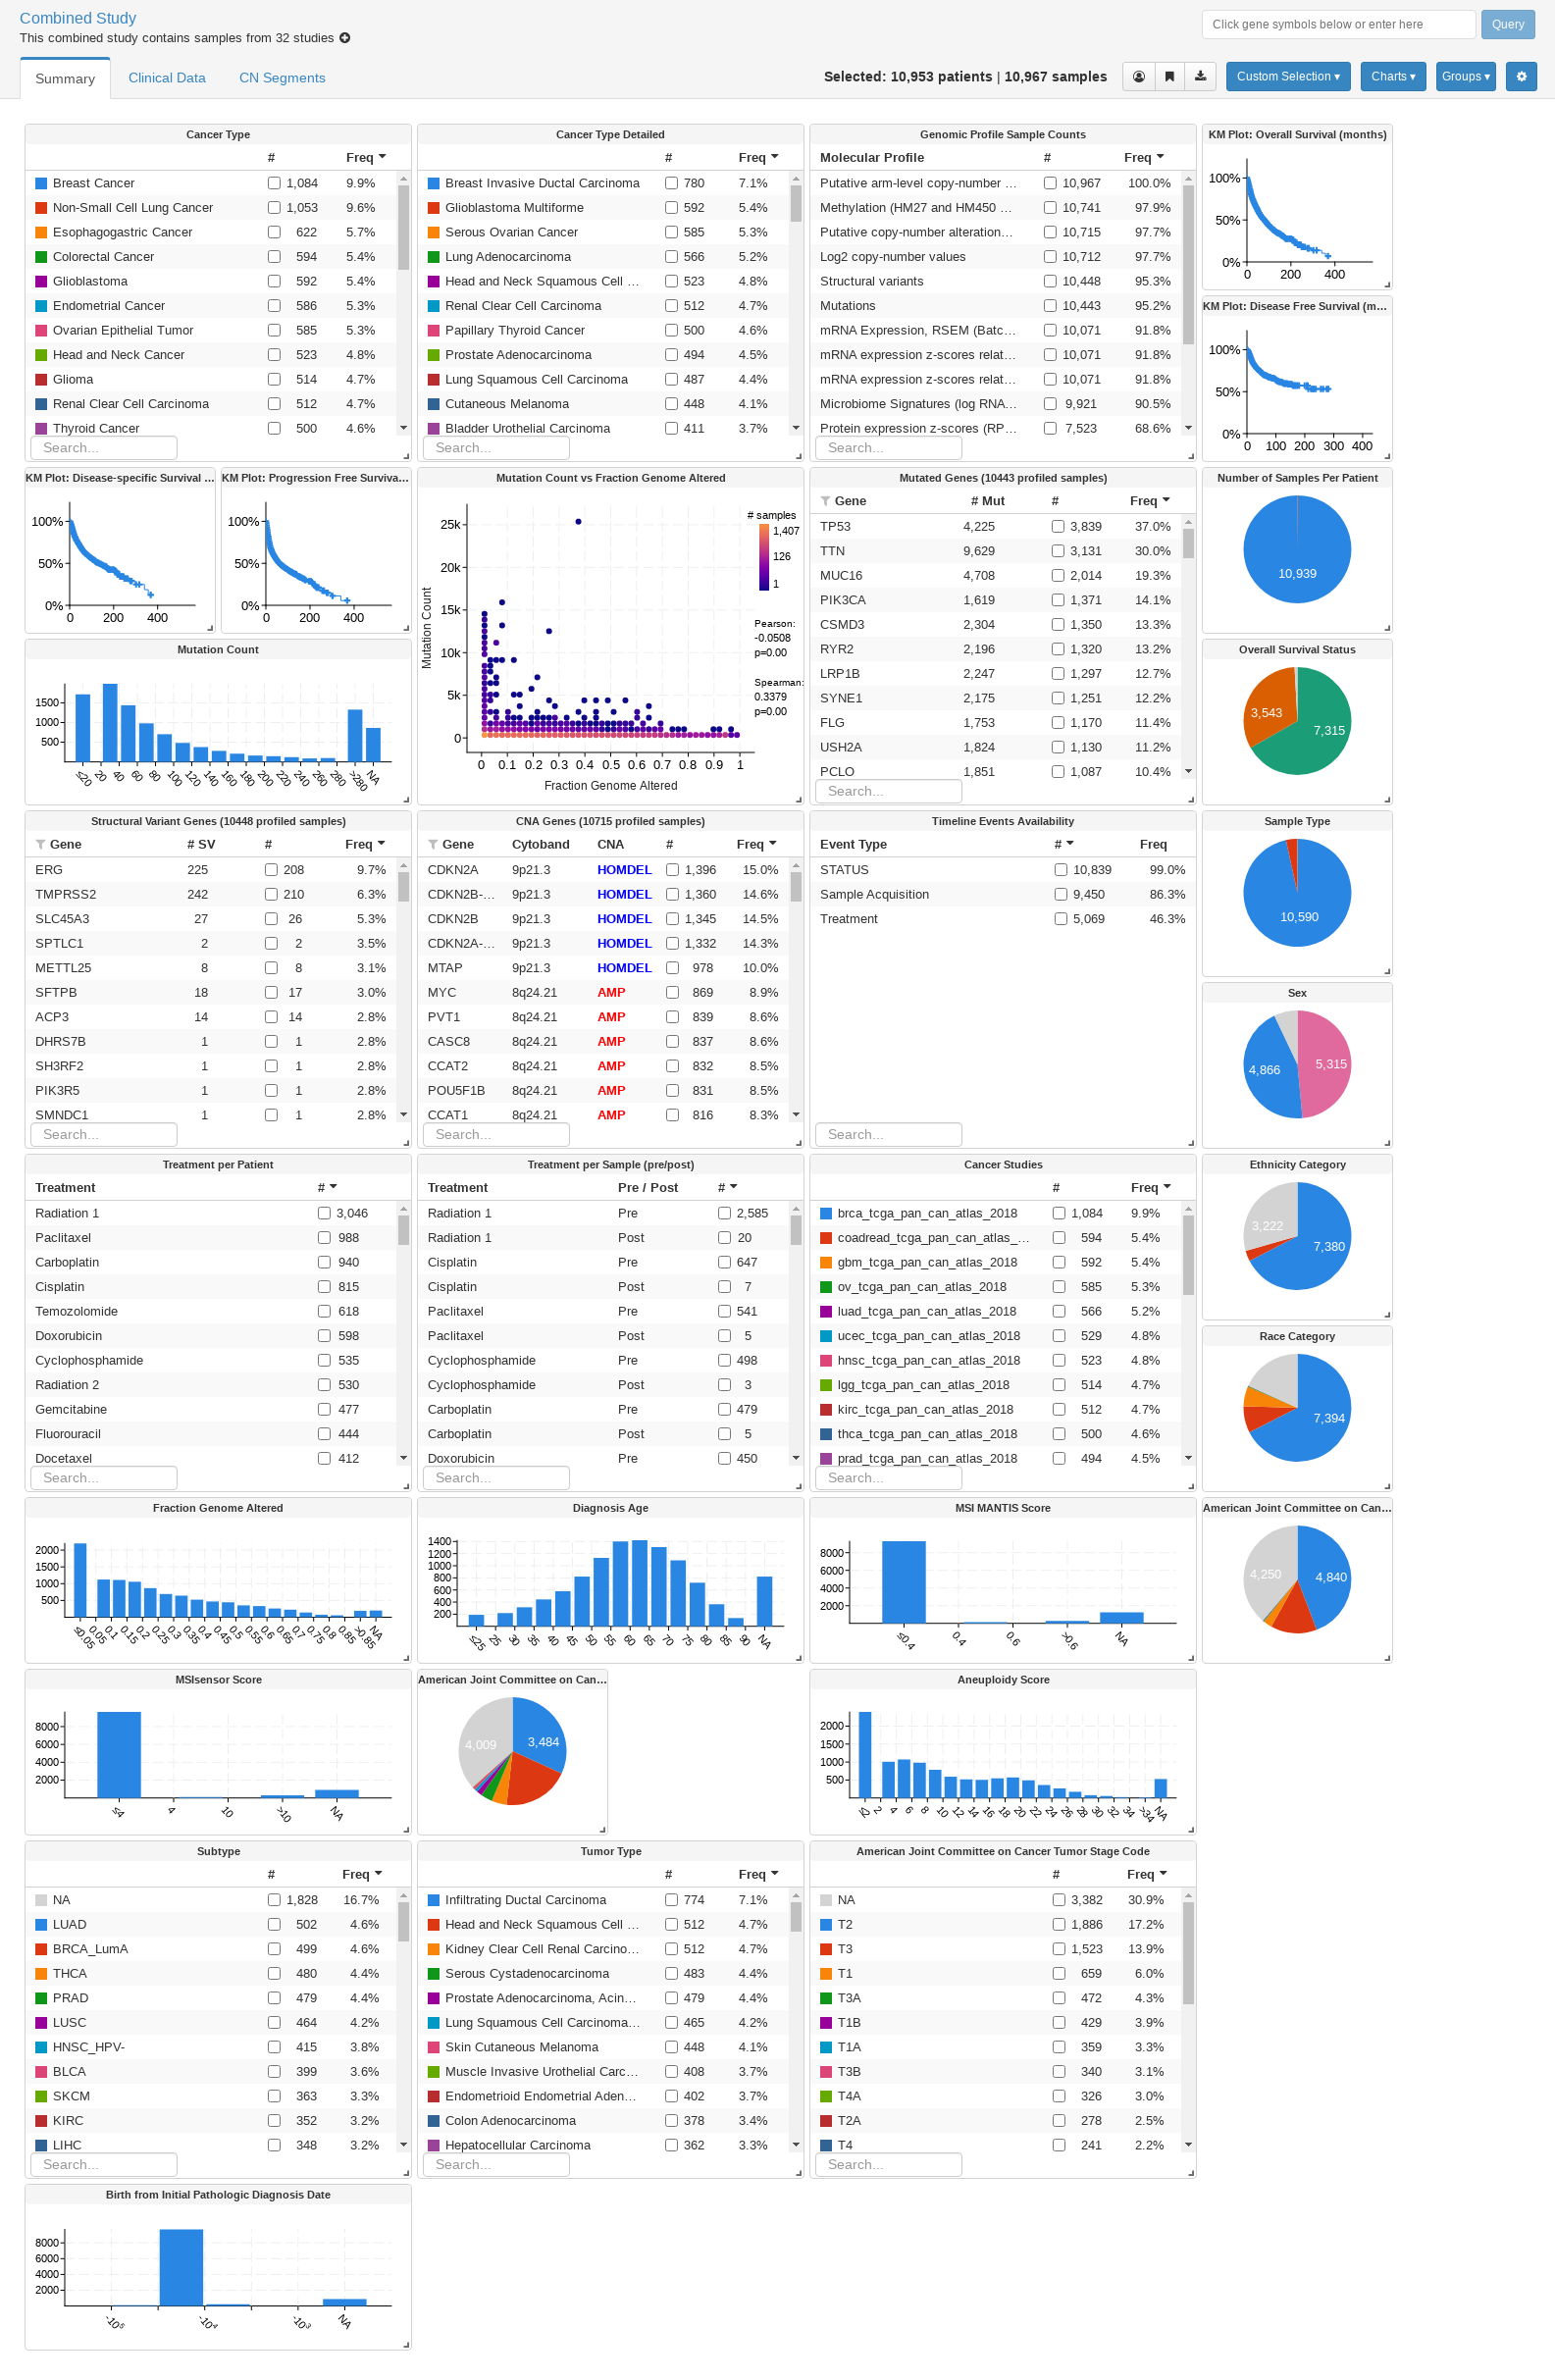 Combined Study
This combined study contains samples from 32 studies
Click gene symbols below or enter here
Query
Summary
Clinical Data
CN Segments
Selected: 10,953 patients | 10,967 samples
Custom Selection ▾
Charts ▾
Groups ▾
Cancer Type
# Freq
Breast Cancer 1,084 9.9%
Non-Small Cell Lung Cancer 1,053 9.6%
Esophagogastric Cancer 622 5.7%
Colorectal Cancer 594 5.4%
Glioblastoma 592 5.4%
Endometrial Cancer 586 5.3%
Ovarian Epithelial Tumor 585 5.3%
Head and Neck Cancer 523 4.8%
Glioma 514 4.7%
Renal Clear Cell Carcinoma 512 4.7%
Thyroid Cancer 500 4.6%
Search...
Cancer Type Detailed
# Freq
Breast Invasive Ductal Carcinoma 780 7.1%
Glioblastoma Multiforme 592 5.4%
Serous Ovarian Cancer 585 5.3%
Lung Adenocarcinoma 566 5.2%
Head and Neck Squamous Cell … 523 4.8%
Renal Clear Cell Carcinoma 512 4.7%
Papillary Thyroid Cancer 500 4.6%
Prostate Adenocarcinoma 494 4.5%
Lung Squamous Cell Carcinoma 487 4.4%
Cutaneous Melanoma 448 4.1%
Bladder Urothelial Carcinoma 411 3.7%
Search...
Genomic Profile Sample Counts
Molecular Profile # Freq
Putative arm-level copy-number … 10,967 100.0%
Methylation (HM27 and HM450 … 10,741 97.9%
Putative copy-number alteration… 10,715 97.7%
Log2 copy-number values 10,712 97.7%
Structural variants 10,448 95.3%
Mutations 10,443 95.2%
mRNA Expression, RSEM (Batc… 10,071 91.8%
mRNA expression z-scores relat… 10,071 91.8%
mRNA expression z-scores relat… 10,071 91.8%
Microbiome Signatures (log RNA… 9,921 90.5%
Protein expression z-scores (RP… 7,523 68.6%
Search...
KM Plot: Overall Survival (months)
100%
50%
0%
0 200 400
KM Plot: Disease Free Survival (m…
100%
50%
0%
0 100 200 300 400
KM Plot: Disease-specific Survival …
100%
50%
0%
0 200 400
KM Plot: Progression Free Surviva…
100%
50%
0%
0 200 400
Mutation Count vs Fraction Genome Altered
Mutation Count
25k
20k
15k
10k
5k
0
0 0.1 0.2 0.3 0.4 0.5 0.6 0.7 0.8 0.9 1
Fraction Genome Altered
# samples
1,407
126
1
Pearson:
-0.0508
p=0.00
Spearman:
0.3379
p=0.00
Mutated Genes (10443 profiled samples)
Gene # Mut # Freq
TP53 4,225 3,839 37.0%
TTN 9,629 3,131 30.0%
MUC16 4,708 2,014 19.3%
PIK3CA 1,619 1,371 14.1%
CSMD3 2,304 1,350 13.3%
RYR2 2,196 1,320 13.2%
LRP1B 2,247 1,297 12.7%
SYNE1 2,175 1,251 12.2%
FLG 1,753 1,170 11.4%
USH2A 1,824 1,130 11.2%
PCLO 1,851 1,087 10.4%
Search...
Number of Samples Per Patient
10,939
Mutation Count
1500
1000
500
≤20 20 40 60 80 100 120 140 160 180 200 220 240 260 280 >280 NA
Overall Survival Status
3,543
7,315
Structural Variant Genes (10448 profiled samples)
Gene # SV # Freq
ERG 225 208 9.7%
TMPRSS2 242 210 6.3%
SLC45A3 27 26 5.3%
SPTLC1 2 2 3.5%
METTL25 8 8 3.1%
SFTPB 18 17 3.0%
ACP3 14 14 2.8%
DHRS7B 1 1 2.8%
SH3RF2 1 1 2.8%
PIK3R5 1 1 2.8%
SMNDC1 1 1 2.8%
Search...
CNA Genes (10715 profiled samples)
Gene Cytoband CNA # Freq
CDKN2A 9p21.3 HOMDEL 1,396 15.0%
CDKN2B-… 9p21.3 HOMDEL 1,360 14.6%
CDKN2B 9p21.3 HOMDEL 1,345 14.5%
CDKN2A-… 9p21.3 HOMDEL 1,332 14.3%
MTAP 9p21.3 HOMDEL 978 10.0%
MYC 8q24.21 AMP 869 8.9%
PVT1 8q24.21 AMP 839 8.6%
CASC8 8q24.21 AMP 837 8.6%
CCAT2 8q24.21 AMP 832 8.5%
POU5F1B 8q24.21 AMP 831 8.5%
CCAT1 8q24.21 AMP 816 8.3%
Search...
Timeline Events Availability
Event Type # Freq
STATUS 10,839 99.0%
Sample Acquisition 9,450 86.3%
Treatment 5,069 46.3%
Search...
Sample Type
10,590
Sex
4,866
5,315
Treatment per Patient
Treatment #
Radiation 1 3,046
Paclitaxel 988
Carboplatin 940
Cisplatin 815
Temozolomide 618
Doxorubicin 598
Cyclophosphamide 535
Radiation 2 530
Gemcitabine 477
Fluorouracil 444
Docetaxel 412
Search...
Treatment per Sample (pre/post)
Treatment Pre / Post #
Radiation 1 Pre 2,585
Radiation 1 Post 20
Cisplatin Pre 647
Cisplatin Post 7
Paclitaxel Pre 541
Paclitaxel Post 5
Cyclophosphamide Pre 498
Cyclophosphamide Post 3
Carboplatin Pre 479
Carboplatin Post 5
Doxorubicin Pre 450
Search...
Cancer Studies
# Freq
brca_tcga_pan_can_atlas_2018 1,084 9.9%
coadread_tcga_pan_can_atlas_… 594 5.4%
gbm_tcga_pan_can_atlas_2018 592 5.4%
ov_tcga_pan_can_atlas_2018 585 5.3%
luad_tcga_pan_can_atlas_2018 566 5.2%
ucec_tcga_pan_can_atlas_2018 529 4.8%
hnsc_tcga_pan_can_atlas_2018 523 4.8%
lgg_tcga_pan_can_atlas_2018 514 4.7%
kirc_tcga_pan_can_atlas_2018 512 4.7%
thca_tcga_pan_can_atlas_2018 500 4.6%
prad_tcga_pan_can_atlas_2018 494 4.5%
Search...
Ethnicity Category
3,222
7,380
Race Category
7,394
Fraction Genome Altered
2000
1500
1000
500
≤0.05 0.05 0.1 0.15 0.2 0.25 0.3 0.35 0.4 0.45 0.5 0.55 0.6 0.65 0.7 0.75 0.8 0.85 >0.85 NA
Diagnosis Age
1400
1200
1000
800
600
400
200
≤25 25 30 35 40 45 50 55 60 65 70 75 80 85 90 NA
MSI MANTIS Score
8000
6000
4000
2000
≤0.4 0.4 0.6 >0.6 NA
American Joint Committee on Can…
4,250
4,840
MSIsensor Score
8000
6000
4000
2000
≤4 4 10 >10 NA
American Joint Committee on Can…
4,009
3,484
Aneuploidy Score
2000
1500
1000
500
≤2 2 4 6 8 10 12 14 16 18 20 22 24 26 28 30 32 34 >34 NA
Subtype
# Freq
NA 1,828 16.7%
LUAD 502 4.6%
BRCA_LumA 499 4.6%
THCA 480 4.4%
PRAD 479 4.4%
LUSC 464 4.2%
HNSC_HPV- 415 3.8%
BLCA 399 3.6%
SKCM 363 3.3%
KIRC 352 3.2%
LIHC 348 3.2%
Search...
Tumor Type
# Freq
Infiltrating Ductal Carcinoma 774 7.1%
Head and Neck Squamous Cell … 512 4.7%
Kidney Clear Cell Renal Carcino… 512 4.7%
Serous Cystadenocarcinoma 483 4.4%
Prostate Adenocarcinoma, Acin… 479 4.4%
Lung Squamous Cell Carcinoma… 465 4.2%
Skin Cutaneous Melanoma 448 4.1%
Muscle Invasive Urothelial Carc… 408 3.7%
Endometrioid Endometrial Aden… 402 3.7%
Colon Adenocarcinoma 378 3.4%
Hepatocellular Carcinoma 362 3.3%
Search...
American Joint Committee on Cancer Tumor Stage Code
# Freq
NA 3,382 30.9%
T2 1,886 17.2%
T3 1,523 13.9%
T1 659 6.0%
T3A 472 4.3%
T1B 429 3.9%
T1A 359 3.3%
T3B 340 3.1%
T4A 326 3.0%
T2A 278 2.5%
T4 241 2.2%
Search...
Birth from Initial Pathologic Diagnosis Date
8000
6000
4000
2000
-10⁵ -10⁴ -10³ NA